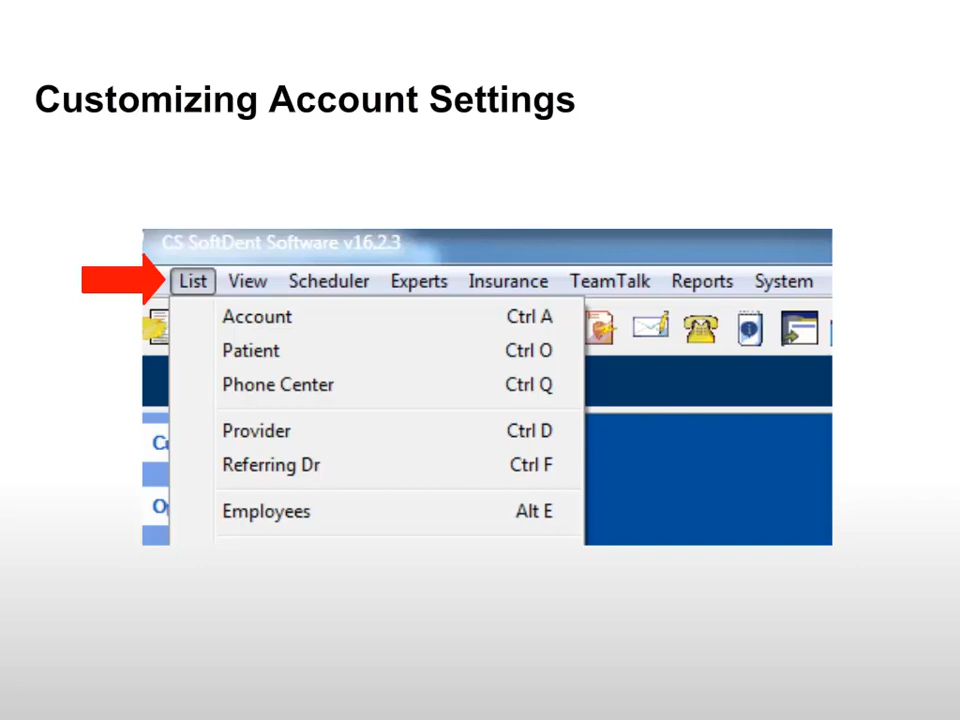 Customizing Account Settings
CS SoftDent Software v16.2.3
List View Scheduler Experts Insurance TeamTalk Reports System
Account Ctrl A
Patient Ctrl O
Phone Center Ctrl Q
Provider Ctrl D
Referring Dr Ctrl F
Employees Alt E